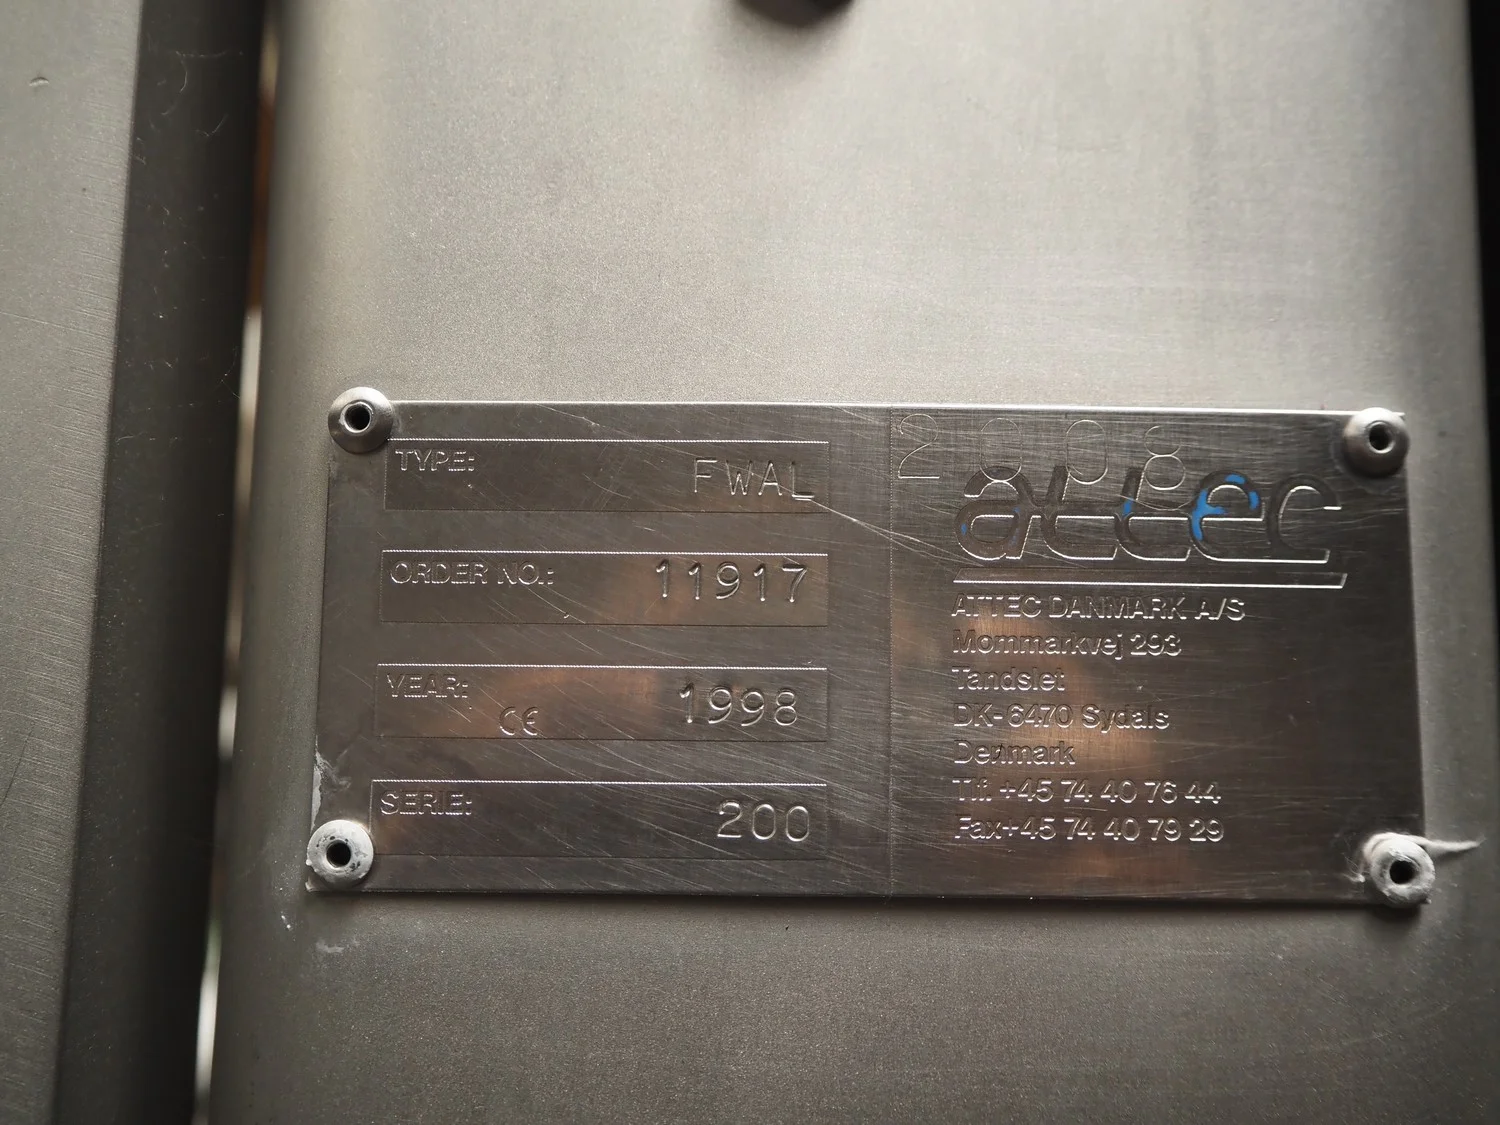 TYPE: FWAL
ORDER NO.: 11917
YEAR: 1998
CE
SERIE: 200
2008
attec
ATTEC DANMARK A/S
Mommarkvej 293
Tandslet
DK-6470 Sydals
Denmark
Tlf. +45 74 40 76 44
Fax+45 74 40 79 29